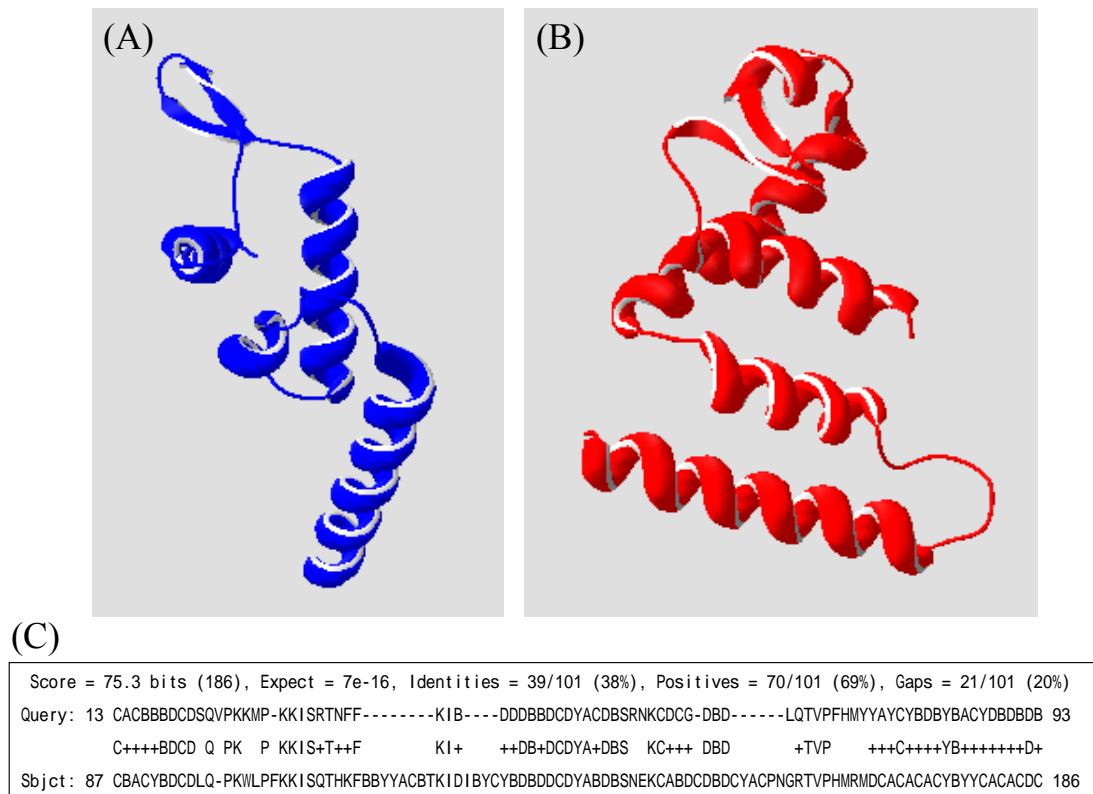 (A)
(B)
(C)
Score = 75.3 bits (186), Expect = 7e-16, Identities = 39/101 (38%), Positives = 70/101 (69%), Gaps = 21/101 (20%)
Query: 13 CACBBBDCDSQVPKKMP-KKISRTNFF--------KIB----DDDBBDCDYACDBSRNKCDCG-DBD------LQTVPFHMYYAYCYBDBYBACYDBDBDB 93
C++++BDCD Q PK P KKIS+T++F KI+ ++DB+DCDYA+DBS KC+++ DBD +TVP +++C++++YB+++++++D+
Sbjct: 87 CBACYBDCDLQ-PKWLPFKKISQTHKFBBYYACBTKIDIBYCYBDBDDCDYABDBSNEKCABDCDBDCYACPNGRTVPHMRMDCACACACYBYYCACACDC 186